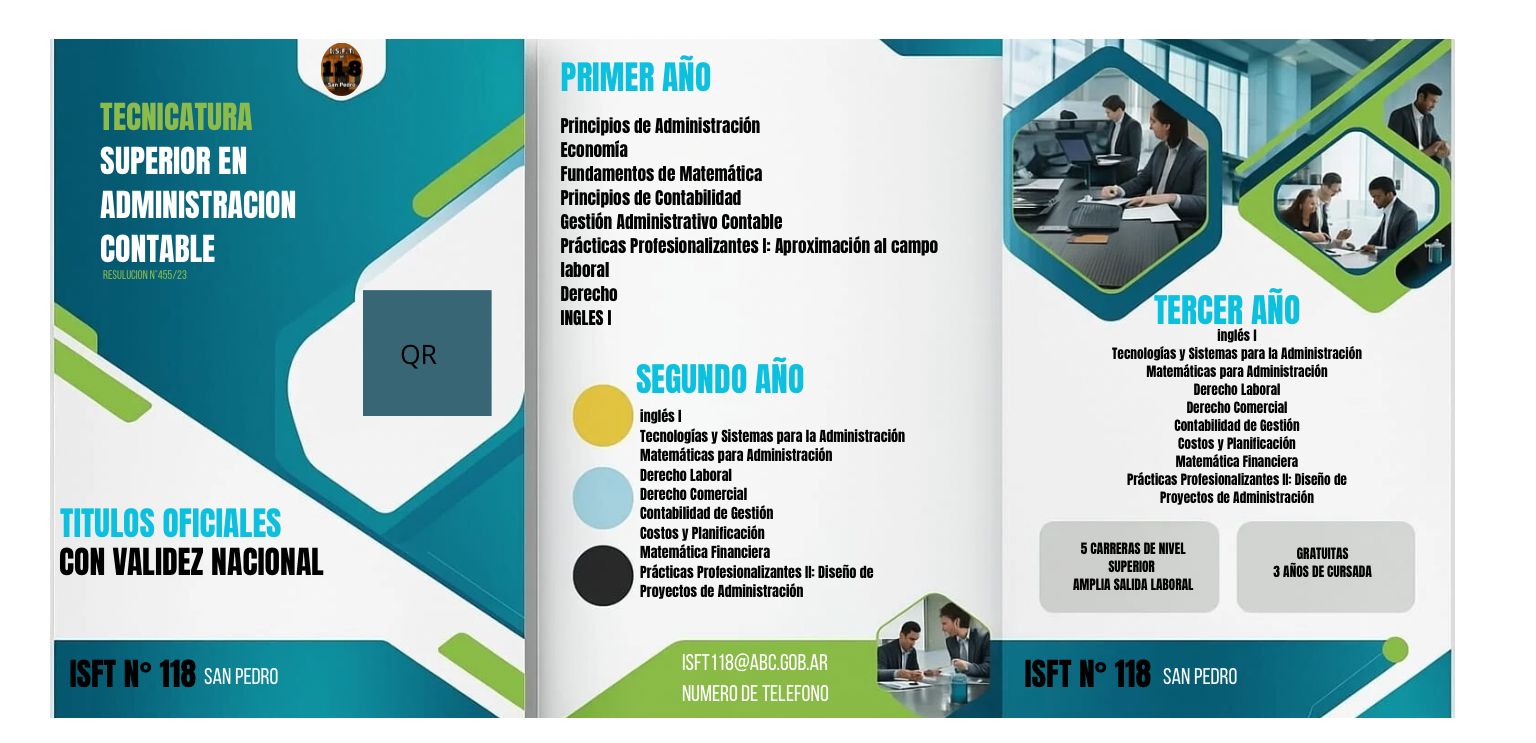 I.S.F.T.
118
San Pedro
TECNICATURA
SUPERIOR EN
ADMINISTRACION
CONTABLE
RESULUCION N°455/23
QR
TITULOS OFICIALES
CON VALIDEZ NACIONAL
ISFT N° 118 SAN PEDRO
PRIMER AÑO
Principios de Administración
Economía
Fundamentos de Matemática
Principios de Contabilidad
Gestión Administrativo Contable
Prácticas Profesionalizantes I: Aproximación al campo
laboral
Derecho
INGLES I
SEGUNDO AÑO
inglés I
Tecnologías y Sistemas para la Administración
Matemáticas para Administración
Derecho Laboral
Derecho Comercial
Contabilidad de Gestión
Costos y Planificación
Matemática Financiera
Prácticas Profesionalizantes II: Diseño de
Proyectos de Administración
ISFT118@ABC.GOB.AR
NUMERO DE TELEFONO
TERCER AÑO
inglés I
Tecnologías y Sistemas para la Administración
Matemáticas para Administración
Derecho Laboral
Derecho Comercial
Contabilidad de Gestión
Costos y Planificación
Matemática Financiera
Prácticas Profesionalizantes II: Diseño de
Proyectos de Administración
5 CARRERAS DE NIVEL
SUPERIOR
AMPLIA SALIDA LABORAL
GRATUITAS
3 AÑOS DE CURSADA
ISFT N° 118 SAN PEDRO